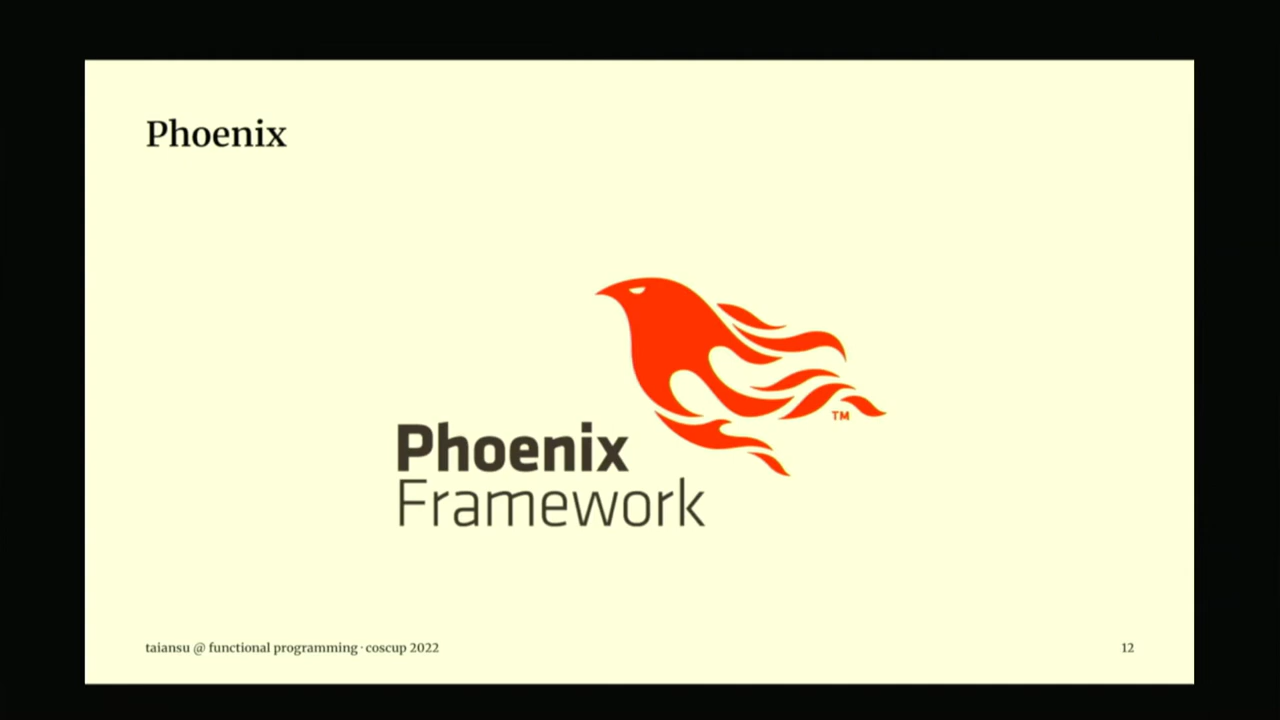 Phoenix
Phoenix
Framework
TM
taiansu @ functional programming · coscup 2022
12